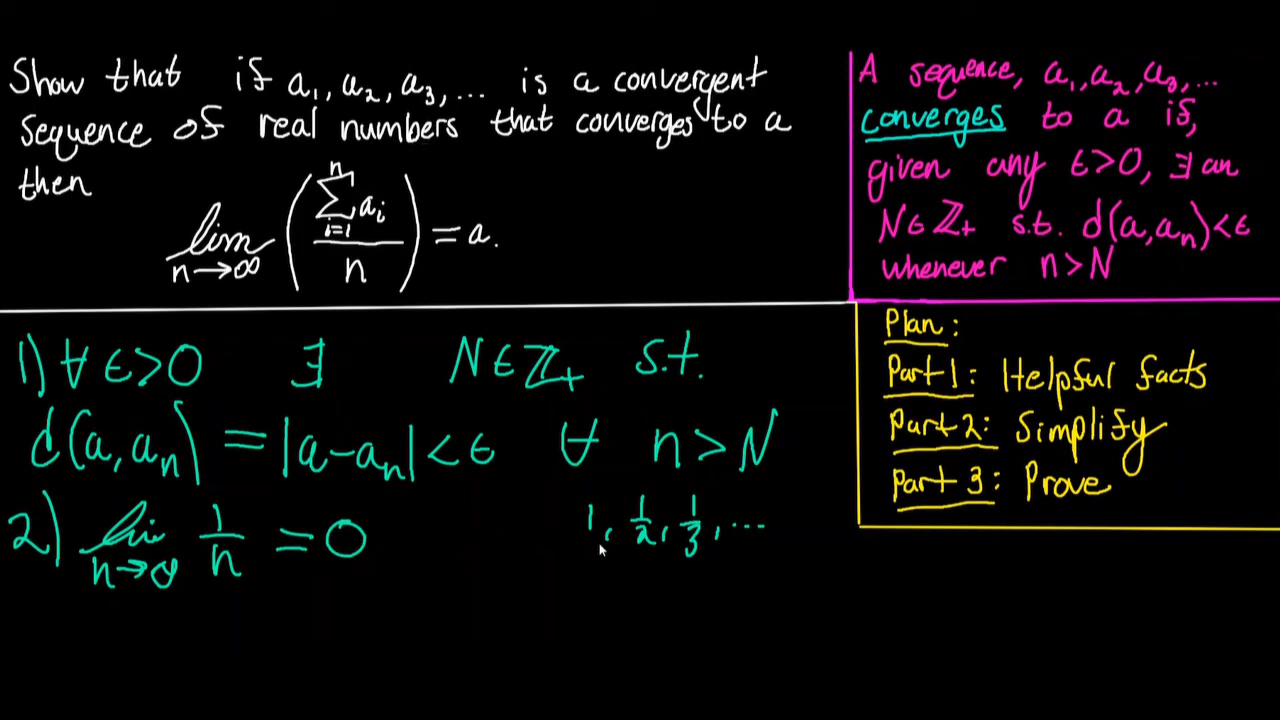 Show that if a₁, a₂, a₃, ... is a convergent
sequence of real numbers that converges to a
then
lim n→∞ ( ∑ i=1 n aᵢ / n ) = a.
A sequence, a₁, a₂, a₃, ...
converges to a if,
given any ϵ>0, ∃ an
N∈ℤ₊ s.t. d(a, aₙ)<ϵ
whenever n>N
Plan:
Part 1: Helpful facts
Part 2: Simplify
Part 3: Prove
1) ∀ ϵ>0 ∃ N∈ℤ₊ s.t.
d(a, aₙ) = |a-aₙ| < ϵ ∀ n > N
2) lim n→∞ 1/n = 0 1, 1/2, 1/3, ...